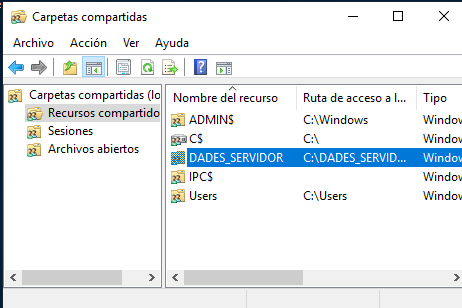 Carpetas compartidas
Archivo Acción Ver Ayuda
Carpetas compartidas (lo
Recursos compartido
Sesiones
Archivos abiertos
Nombre del recurso Ruta de acceso a l... Tipo
ADMIN$ C:\Windows Window
C$ C:\ Window
DADES_SERVIDOR C:\DADES_SERVID... Window
IPC$ Window
Users C:\Users Window